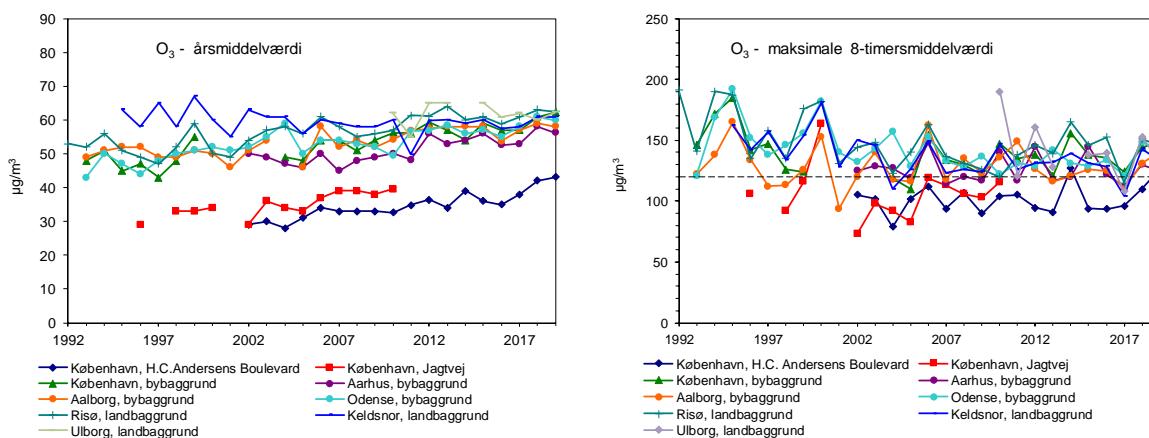 O3 - årsmiddelværdi
µg/m3
90
80
70
60
50
40
30
20
10
0
1992 1997 2002 2007 2012 2017
København, H.C.Andersens Boulevard København, Jagtvej
København, bybaggrund Aarhus, bybaggrund
Aalborg, bybaggrund Odense, bybaggrund
Risø, landbaggrund Keldsnor, landbaggrund
Ulborg, landbaggrund
O3 - maksimale 8-timersmiddelværdi
µg/m3
250
200
150
100
50
0
1992 1997 2002 2007 2012 2017
København, H.C.Andersens Boulevard København, Jagtvej
København, bybaggrund Aarhus, bybaggrund
Aalborg, bybaggrund Odense, bybaggrund
Risø, landbaggrund Keldsnor, landbaggrund
Ulborg, landbaggrund